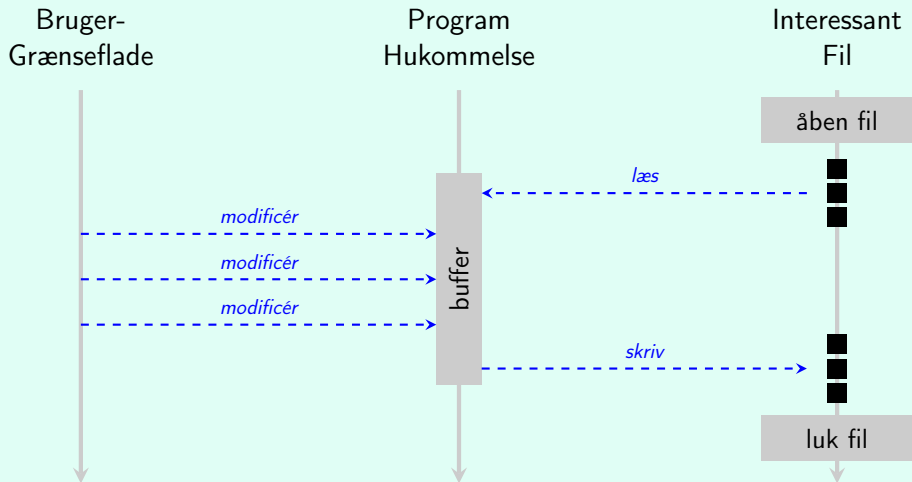 Bruger-
Grænseflade
Program
Hukommelse
Interessant
Fil
åben fil
læs
modificér
modificér
modificér
buffer
skriv
luk fil